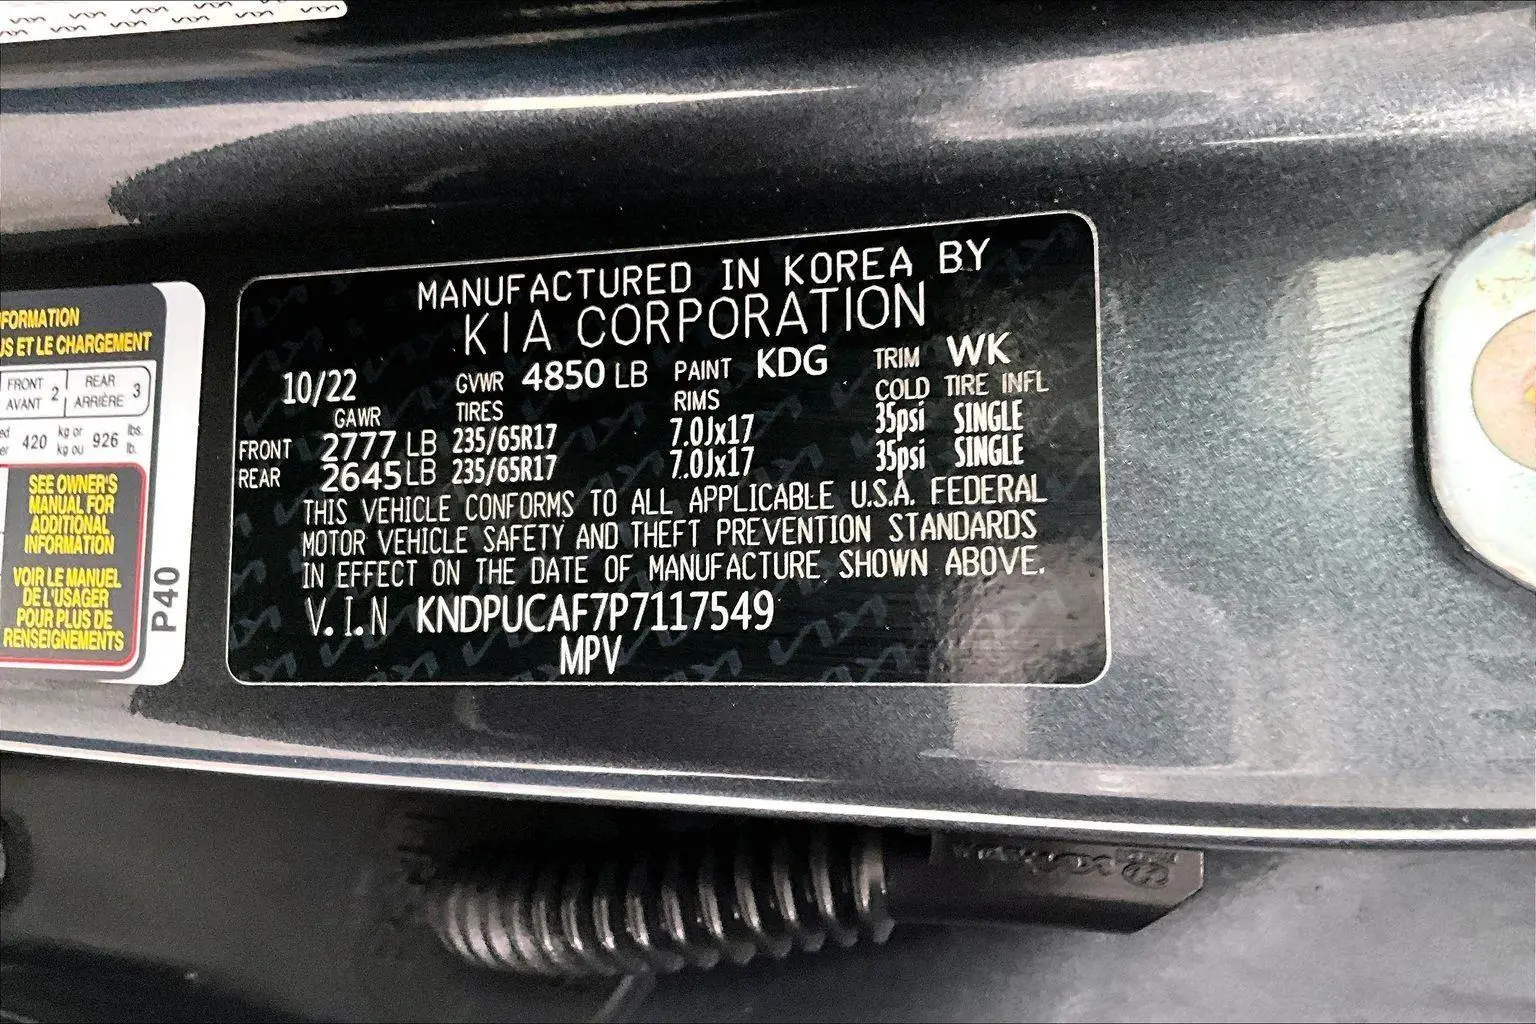 MANUFACTURED IN KOREA BY
KIA CORPORATION
10/22 GVWR 4850 LB PAINT KDG TRIM WK
GAWR TIRES RIMS COLD TIRE INFL
FRONT 2777 LB 235/65R17 7.0Jx17 35psi SINGLE
REAR 2645 LB 235/65R17 7.0Jx17 35psi SINGLE
THIS VEHICLE CONFORMS TO ALL APPLICABLE U.S.A. FEDERAL
MOTOR VEHICLE SAFETY AND THEFT PREVENTION STANDARDS
IN EFFECT ON THE DATE OF MANUFACTURE SHOWN ABOVE.
V.I.N KNDPUCAF7P7117549
MPV
ET LE CHARGEMENT
FRONT 2 REAR 3
AVANT ARRIÈRE
420 kg or 926 lbs.
kg ou lb.
SEE OWNER'S
MANUAL FOR
ADDITIONAL
INFORMATION
VOIR LE MANUEL
DE L'USAGER
POUR PLUS DE
RENSEIGNEMENTS
P40